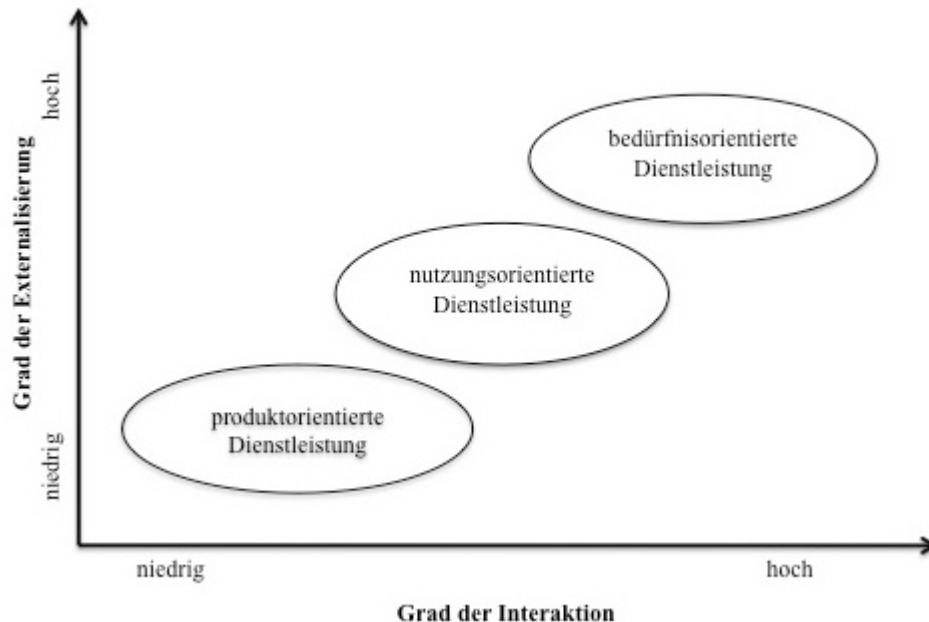 hoch
bedürfnisorientierte
Dienstleistung
Grad der Externalisierung
nutzungsorientierte
Dienstleistung
produktorientierte
Dienstleistung
niedrig
niedrig
hoch
Grad der Interaktion